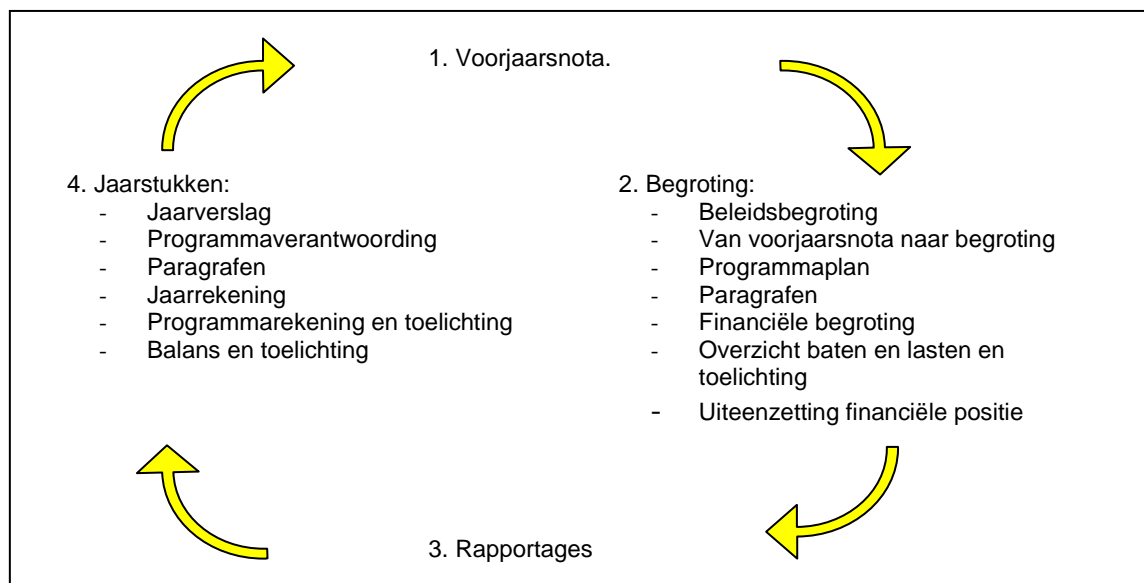 1. Voorjaarsnota.
2. Begroting:
- Beleidsbegroting
- Van voorjaarsnota naar begroting
- Programmaplan
- Paragrafen
- Financiële begroting
- Overzicht baten en lasten en
toelichting
- Uiteenzetting financiële positie
3. Rapportages
4. Jaarstukken:
- Jaarverslag
- Programmaverantwoording
- Paragrafen
- Jaarrekening
- Programmarekening en toelichting
- Balans en toelichting